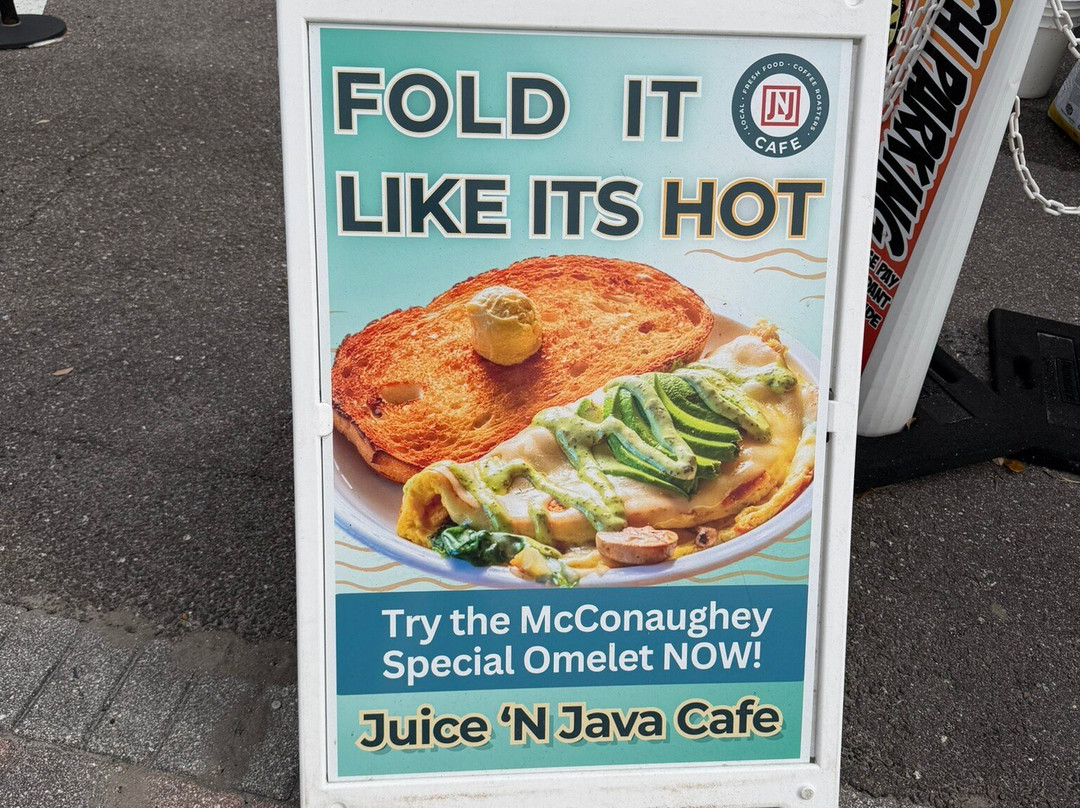 FOLD IT
LIKE ITS HOT
LOCAL · FRESH FOOD · COFFEE ROASTERS
JNJ
CAFE
Try the McConaughey
Special Omelet NOW!
Juice ‘N Java Cafe
PARKING
PAY